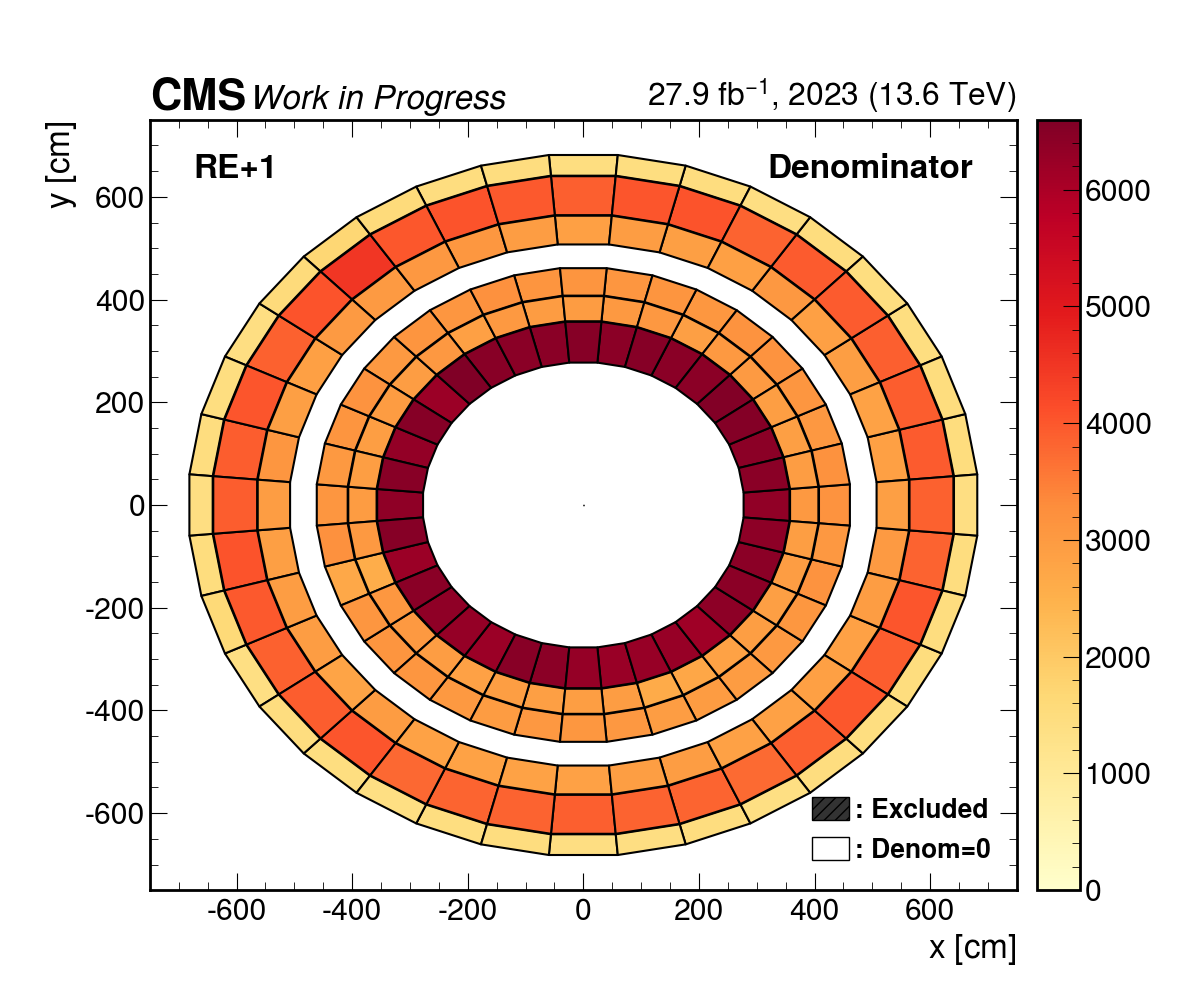 CMS Work in Progress 27.9 fb⁻¹, 2023 (13.6 TeV)
y [cm]
RE+1 Denominator
600
400
200
0
-200
-400
-600
-600 -400 -200 0 200 400 600
x [cm]
: Excluded
: Denom=0
6000
5000
4000
3000
2000
1000
0